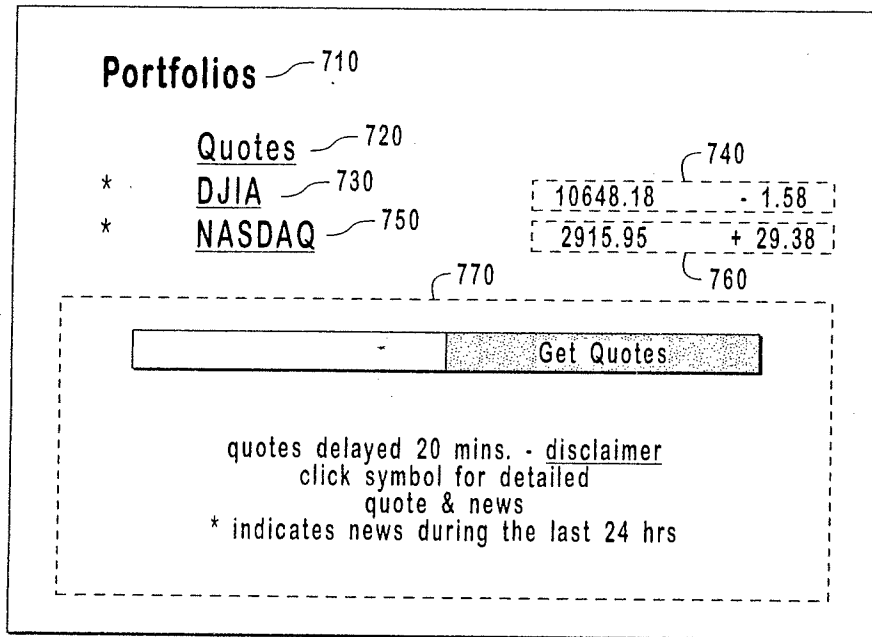 Portfolios 710
Quotes 720
* DJIA 730 740
10648.18 - 1.58
* NASDAQ 750
2915.95 + 29.38
770 760
Get Quotes
quotes delayed 20 mins. - disclaimer
click symbol for detailed
quote & news
* indicates news during the last 24 hrs